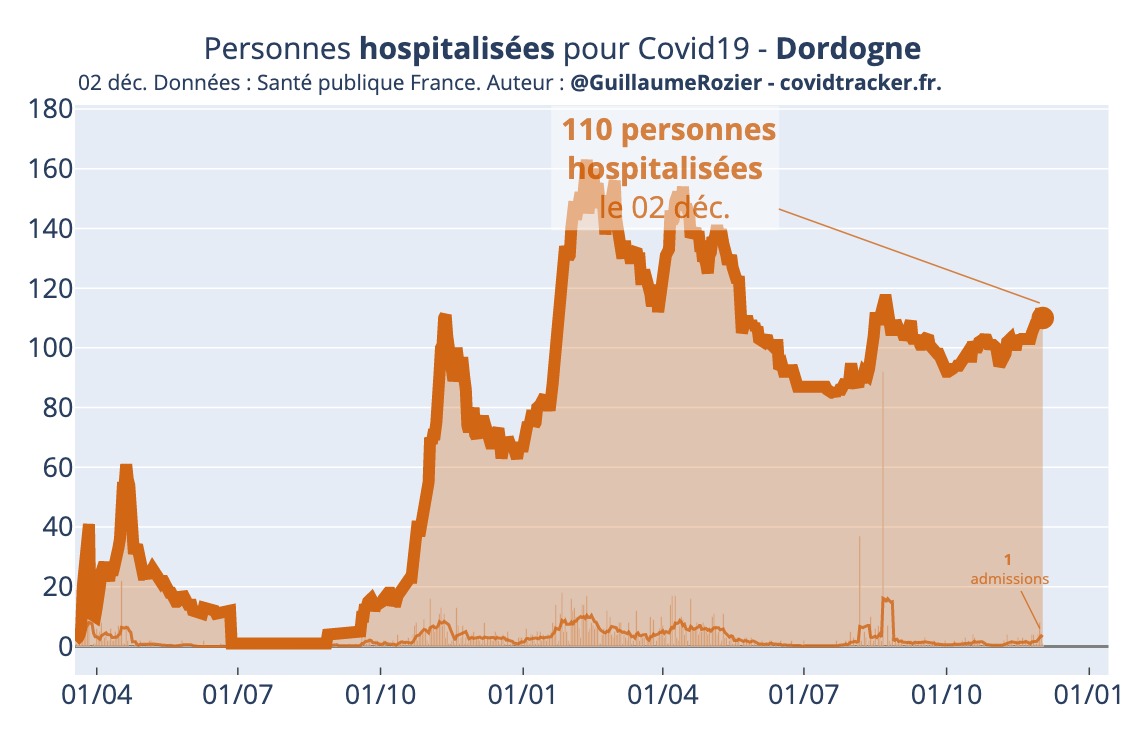 Personnes hospitalisées pour Covid19 - Dordogne
02 déc. Données : Santé publique France. Auteur : @GuillaumeRozier - covidtracker.fr.
180
110 personnes
hospitalisées
le 02 déc.
160
140
120
100
80
60
40
20
0
1
admissions
01/04 01/07 01/10 01/01 01/04 01/07 01/10 01/01